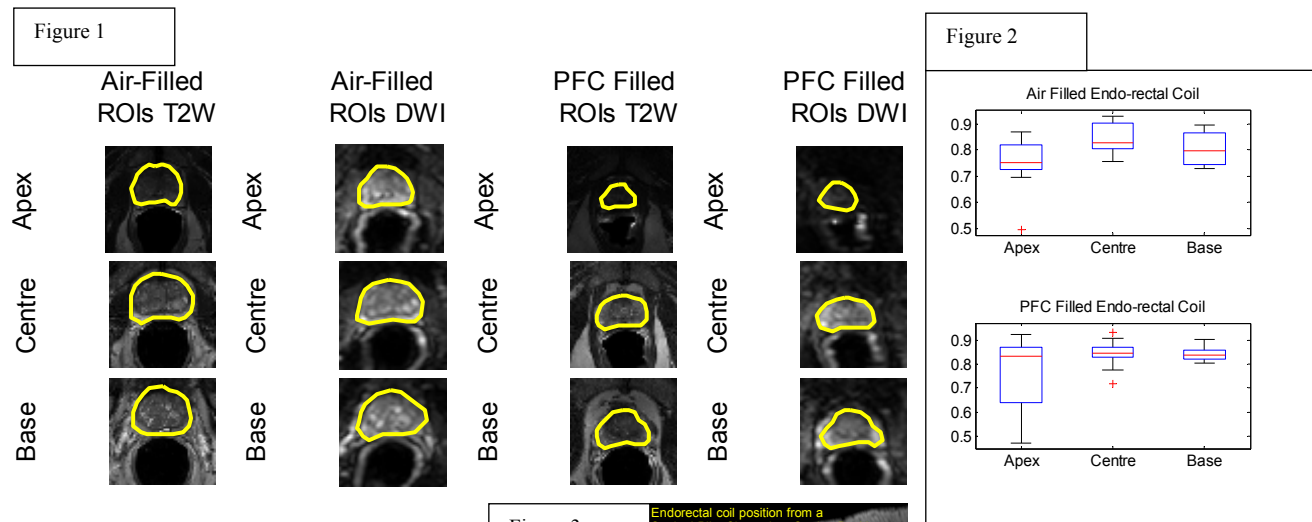 Figure 1
Air-Filled
ROIs T2W
Air-Filled
ROIs DWI
PFC Filled
ROIs T2W
PFC Filled
ROIs DWI
Apex
Apex
Apex
Apex
Centre
Centre
Centre
Centre
Base
Base
Base
Base
Figure 2
Air Filled Endo-rectal Coil
0.9
0.8
0.7
0.6
0.5
Apex Centre Base
PFC Filled Endo-rectal Coil
0.9
0.8
0.7
0.6
0.5
Apex Centre Base
Endorectal coil position from a